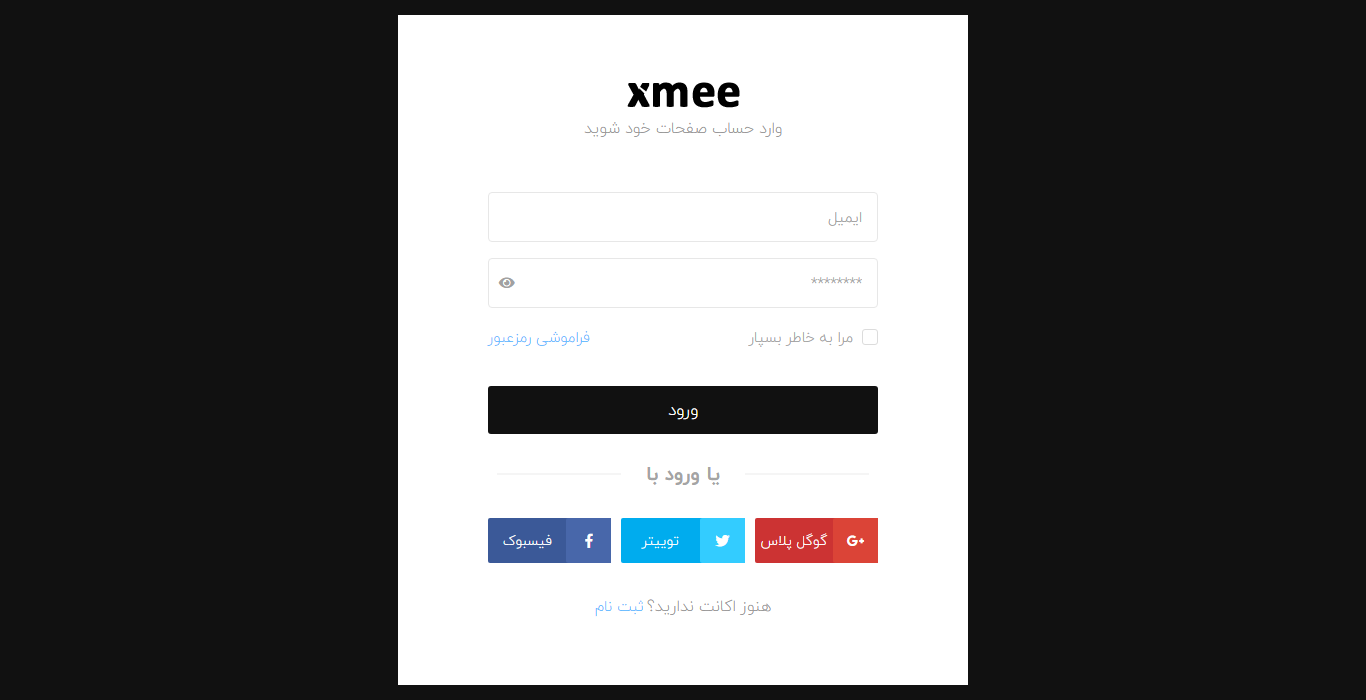 xmee
وارد حساب صفحات خود شوید
ایمیل
********
مرا به خاطر بسپار
فراموشی رمزعبور
ورود
یا ورود با
گوگل پلاس
توییتر
فیسبوک
هنوز اکانت ندارید؟ ثبت نام